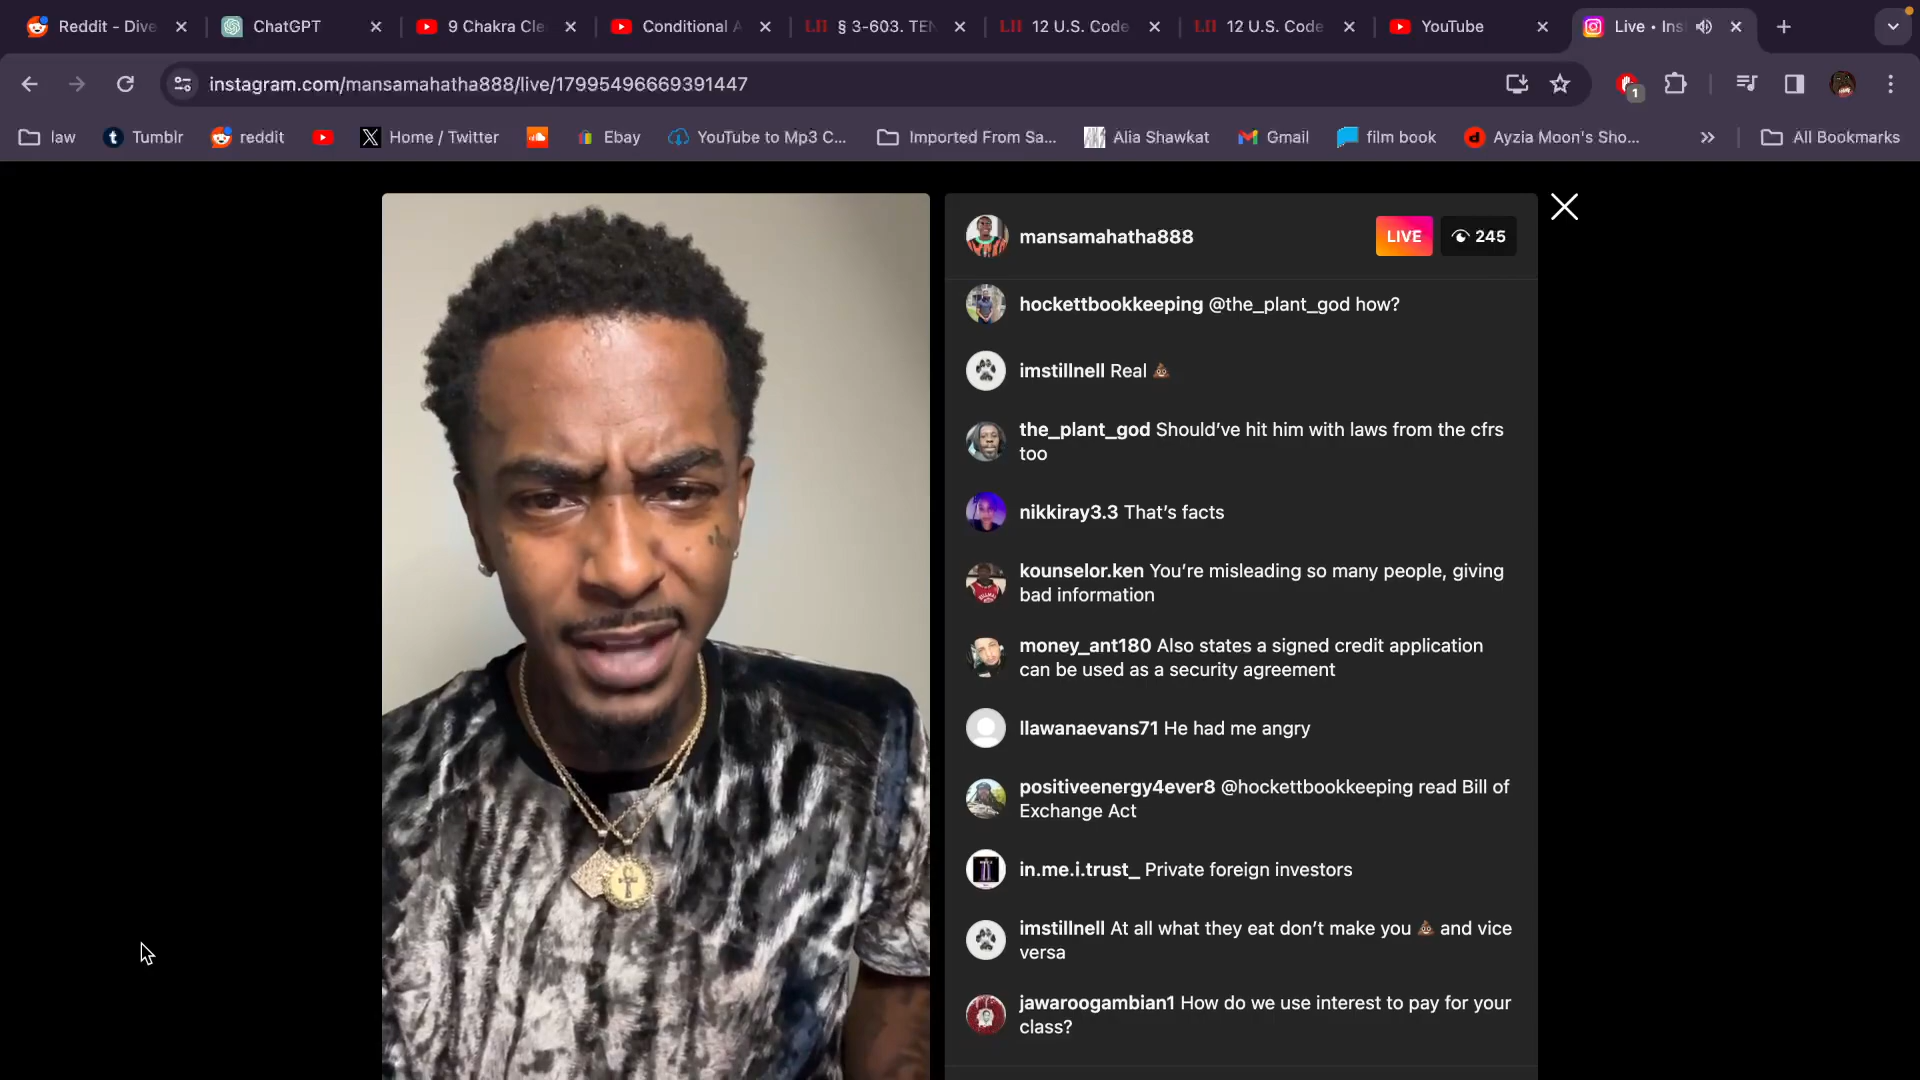 Reddit - Dive
ChatGPT
9 Chakra Cle
Conditional A
LII § 3-603. TEN
LII 12 U.S. Code
LII 12 U.S. Code
YouTube
Live • Ins
instagram.com/mansamahatha888/live/17995496669391447
1
law
Tumblr
reddit
Home / Twitter
Ebay
YouTube to Mp3 C...
Imported From Sa...
Alia Shawkat
Gmail
film book
Ayzia Moon's Sho...
All Bookmarks
mansamahatha888
LIVE
245
hockettbookkeeping @the_plant_god how?
imstillnell Real 💩
the_plant_god Should’ve hit him with laws from the cfrs
too
nikkiray3.3 That’s facts
kounselor.ken You’re misleading so many people, giving
bad information
money_ant180 Also states a signed credit application
can be used as a security agreement
llawanaevans71 He had me angry
positiveenergy4ever8 @hockettbookkeeping read Bill of
Exchange Act
in.me.i.trust_ Private foreign investors
imstillnell At all what they eat don’t make you 💩 and vice
versa
jawaroogambian1 How do we use interest to pay for your
class?